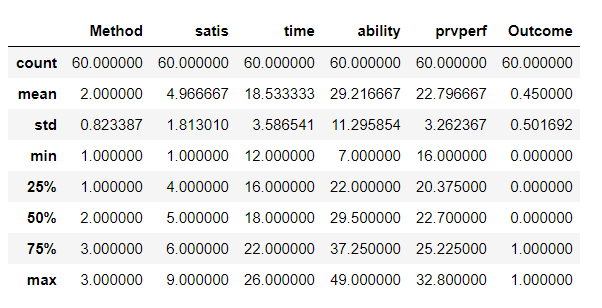 Method satis time ability prvperf Outcome
count 60.000000 60.000000 60.000000 60.000000 60.000000 60.000000
mean 2.000000 4.966667 18.533333 29.216667 22.796667 0.450000
std 0.823387 1.813010 3.586541 11.295854 3.262367 0.501692
min 1.000000 1.000000 12.000000 7.000000 16.000000 0.000000
25% 1.000000 4.000000 16.000000 22.000000 20.375000 0.000000
50% 2.000000 5.000000 18.000000 29.500000 22.700000 0.000000
75% 3.000000 6.000000 22.000000 37.250000 25.225000 1.000000
max 3.000000 9.000000 26.000000 49.000000 32.800000 1.000000